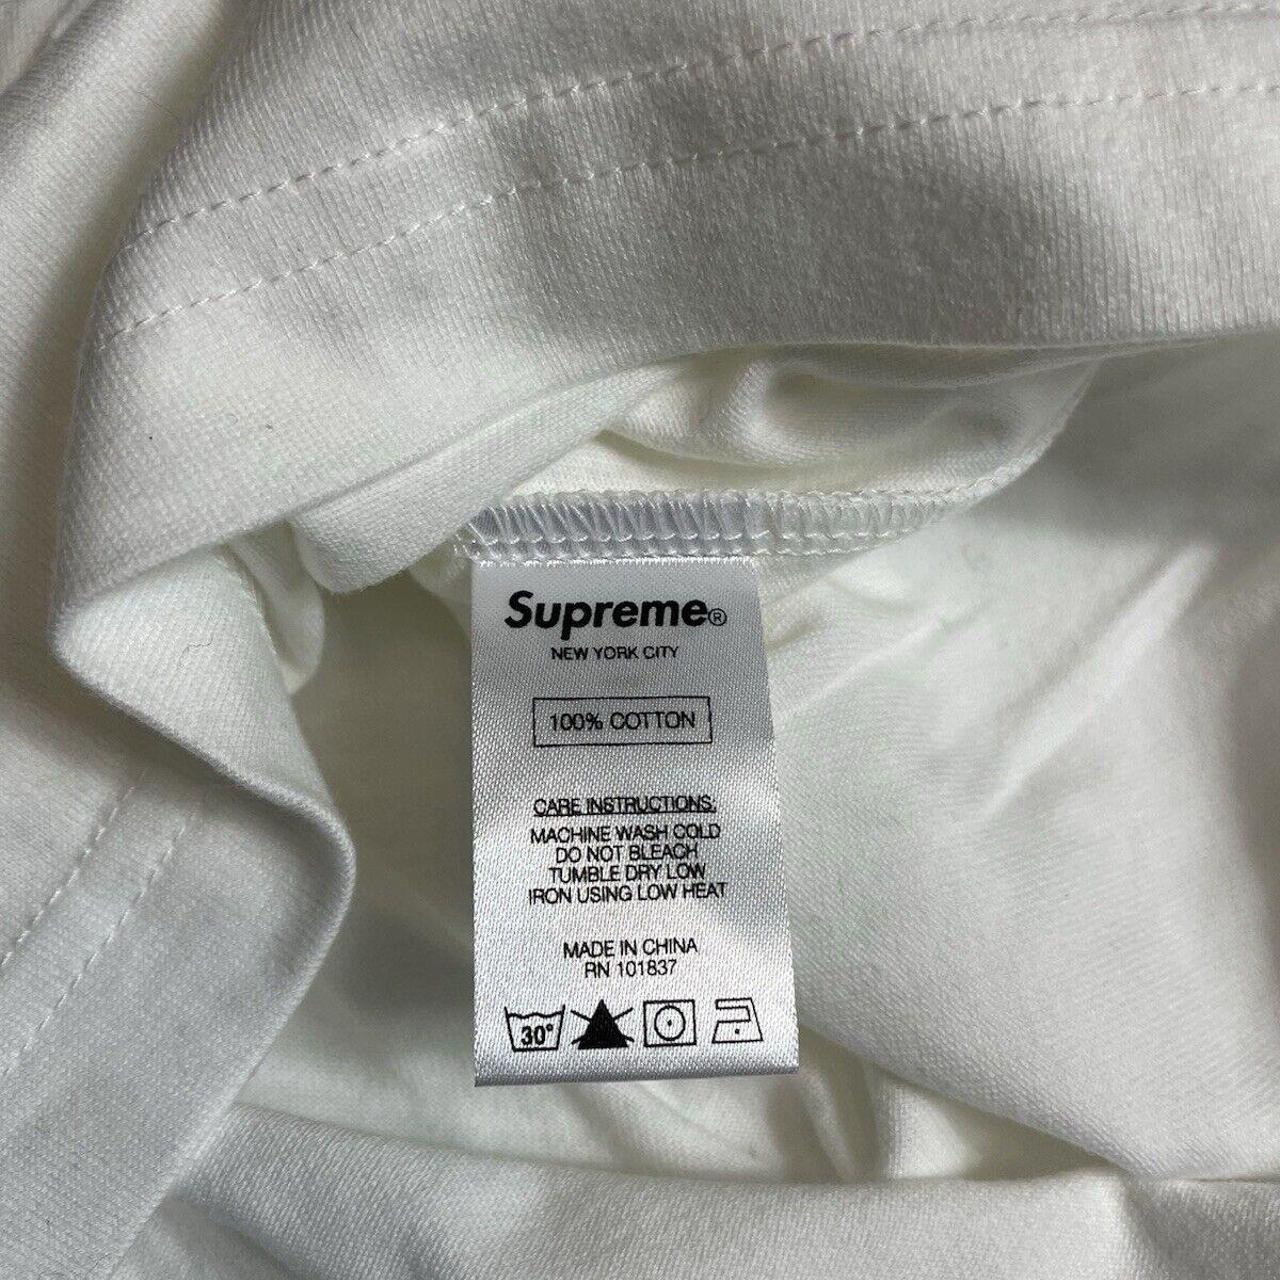 Supreme®
NEW YORK CITY
100% COTTON
CARE INSTRUCTIONS:
MACHINE WASH COLD
DO NOT BLEACH
TUMBLE DRY LOW
IRON USING LOW HEAT
MADE IN CHINA
RN 101837
30°